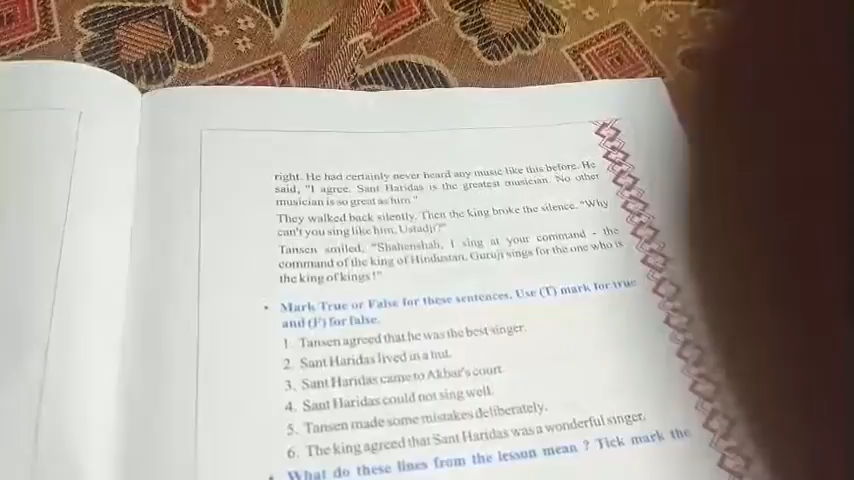 right. He had certainly never heard any music like this before. He
said, "I agree. Sant Haridas is the greatest musician. No other
musician is so great as him."
They walked back silently. Then the king broke the silence. "Why
can't you sing like him, Ustadji?"
Tansen smiled, "Shahenshah, I sing at your command - the
command of the king of Hindustan. Guruji sings for the one who is
the king of kings!"
• Mark True or False for these sentences. Use (T) mark for true
and (F) for false.
1. Tansen agreed that he was the best singer.
2. Sant Haridas lived in a hut.
3. Sant Haridas came to Akbar's court.
4. Sant Haridas could not sing well.
5. Tansen made some mistakes deliberately.
6. The king agreed that Sant Haridas was a wonderful singer.
• What do these lines from the lesson mean ? Tick mark the